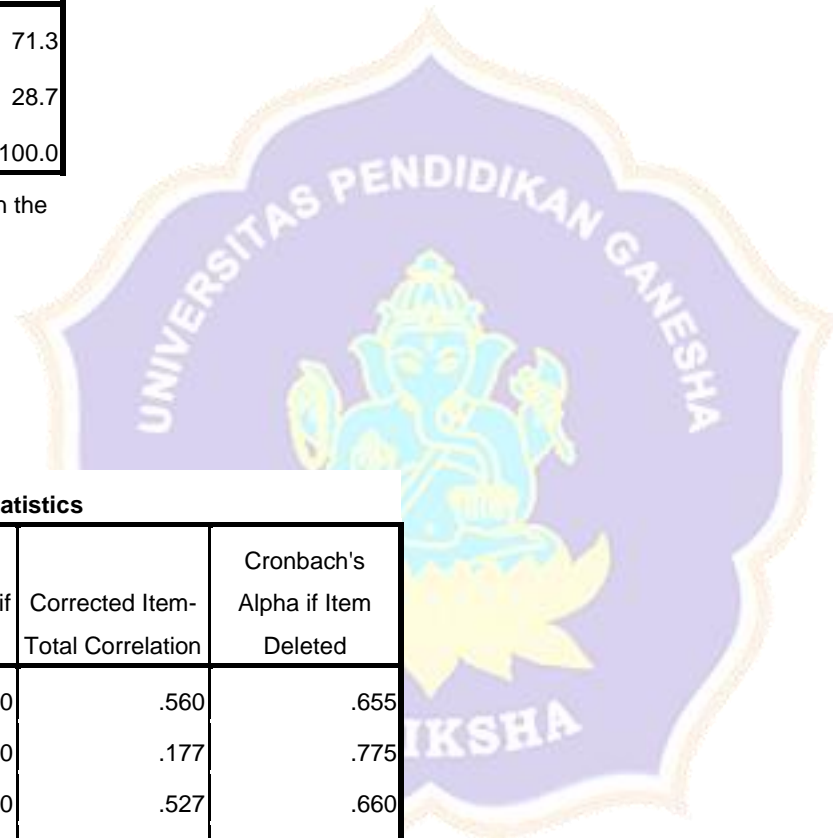 71.3
28.7
100.0
n the
UNIVERSITAS PENDIDIKAN GANESHA
atistics
if Corrected Item-Total Correlation Cronbach's Alpha if Item Deleted
0 .560 .655
0 .177 .775
0 .527 .660
IKSHA